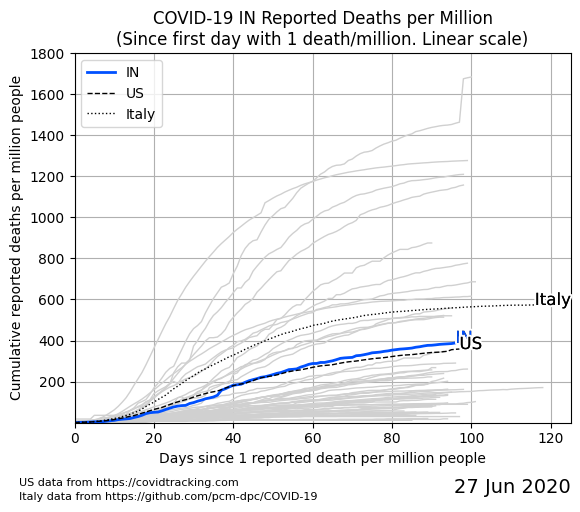 COVID-19 IN Reported Deaths per Million
(Since first day with 1 death/million. Linear scale)
Cumulative reported deaths per million people
1800
1600
1400
1200
1000
800
600
400
200
IN
US
Italy
Italy
IN
US
0
20
40
60
80
100
120
Days since 1 reported death per million people
US data from https://covidtracking.com
Italy data from https://github.com/pcm-dpc/COVID-19
27 Jun 2020